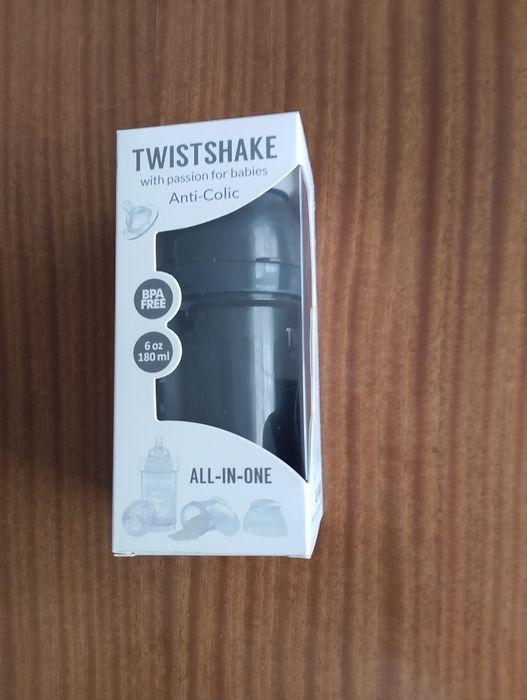 TWISTSHAKE
with passion for babies
Anti-Colic
BPA
FREE
6 oz
180 ml
ALL-IN-ONE